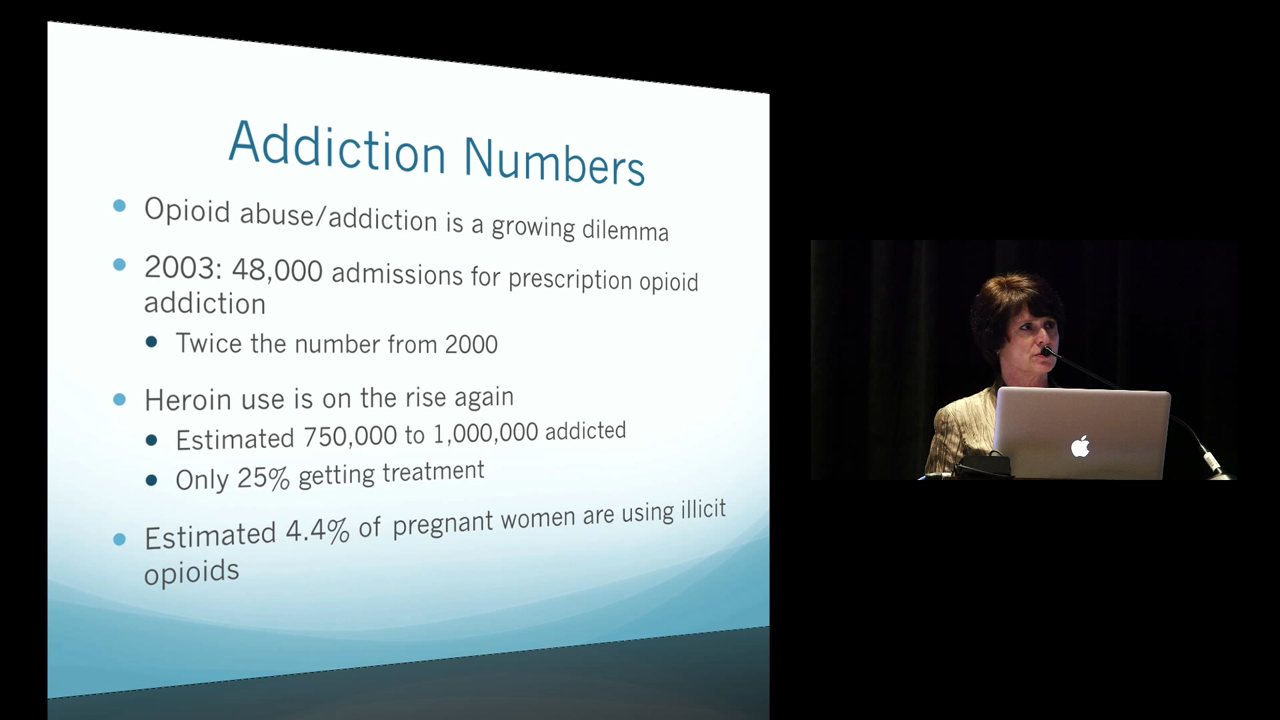 Addiction Numbers
Opioid abuse/addiction is a growing dilemma
2003: 48,000 admissions for prescription opioid
addiction
Twice the number from 2000
Heroin use is on the rise again
Estimated 750,000 to 1,000,000 addicted
Only 25% getting treatment
Estimated 4.4% of pregnant women are using illicit
opioids